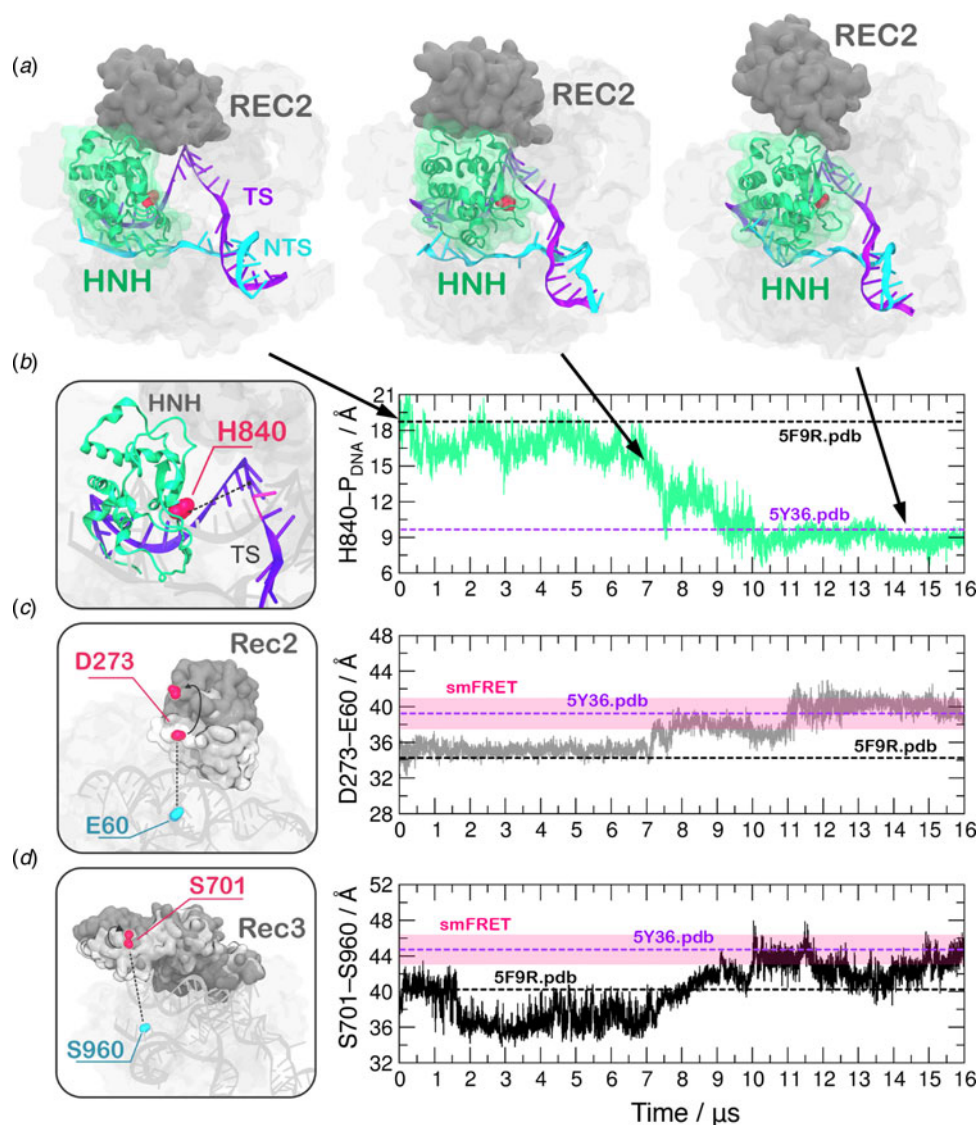 (a)
REC2
REC2
REC2
TS
NTS
HNH
HNH
HNH
(b)
HNH
H840
TS
H840–P_DNA / Å
21
18
15
12
9
6
5F9R.pdb
5Y36.pdb
0 1 2 3 4 5 6 7 8 9 10 11 12 13 14 15 16
(c)
Rec2
D273
E60
D273–E60 / Å
48
44
40
36
32
28
smFRET
5Y36.pdb
5F9R.pdb
0 1 2 3 4 5 6 7 8 9 10 11 12 13 14 15 16
(d)
S701
Rec3
S960
S701–S960 / Å
52
48
44
40
36
32
smFRET
5Y36.pdb
5F9R.pdb
0 1 2 3 4 5 6 7 8 9 10 11 12 13 14 15 16
Time / µs